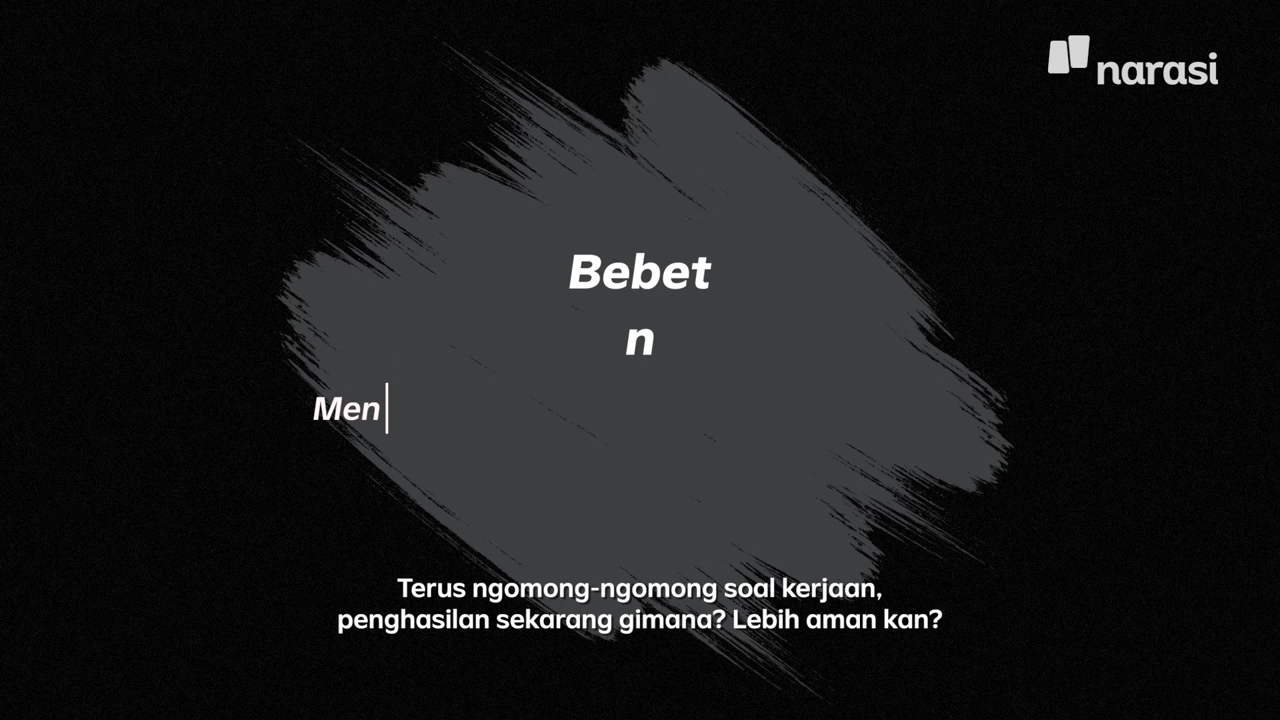 narasi
Bebet
n
Men
Terus ngomong-ngomong soal kerjaan,
penghasilan sekarang gimana? Lebih aman kan?